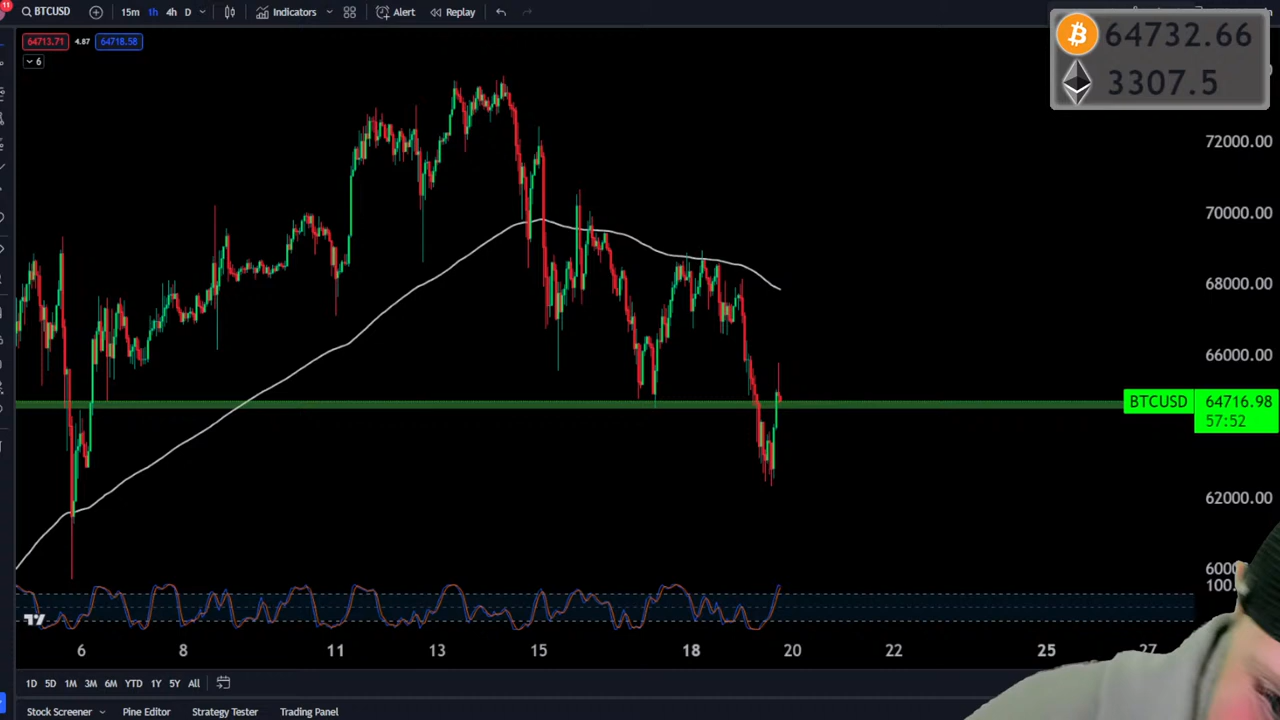 11
BTCUSD
15m 1h 4h D
Indicators
Alert
Replay
64713.71 4.87 64718.58
6
64732.66
3307.5
72000.00
70000.00
68000.00
66000.00
BTCUSD 64716.98
57:52
62000.00
100.
6 8 11 13 15 18 20 22 25 27
1D 5D 1M 3M 6M YTD 1Y 5Y All
Stock Screener Pine Editor Strategy Tester Trading Panel